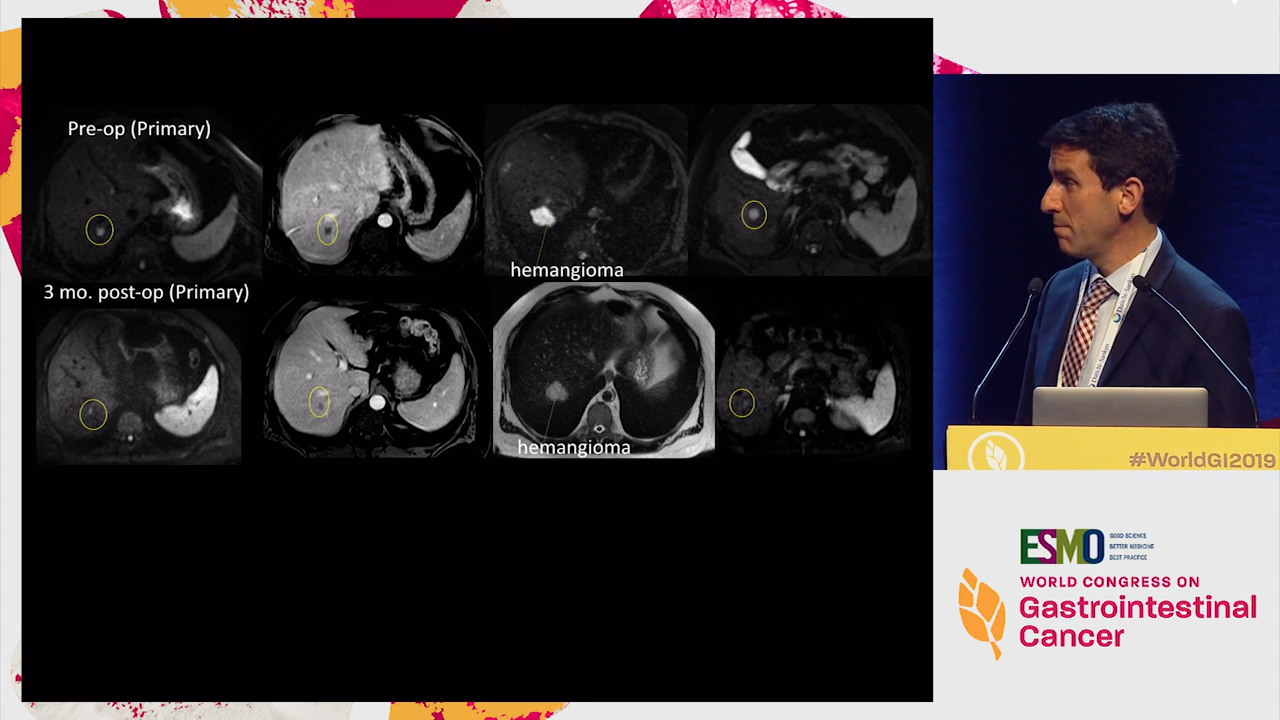 Pre-op (Primary)
hemangioma
3 mo. post-op (Primary)
hemangioma
#WorldGI2019
ESMO
GOOD SCIENCE
BETTER MEDICINE
BEST PRACTICE
WORLD CONGRESS ON
Gastrointestinal
Cancer